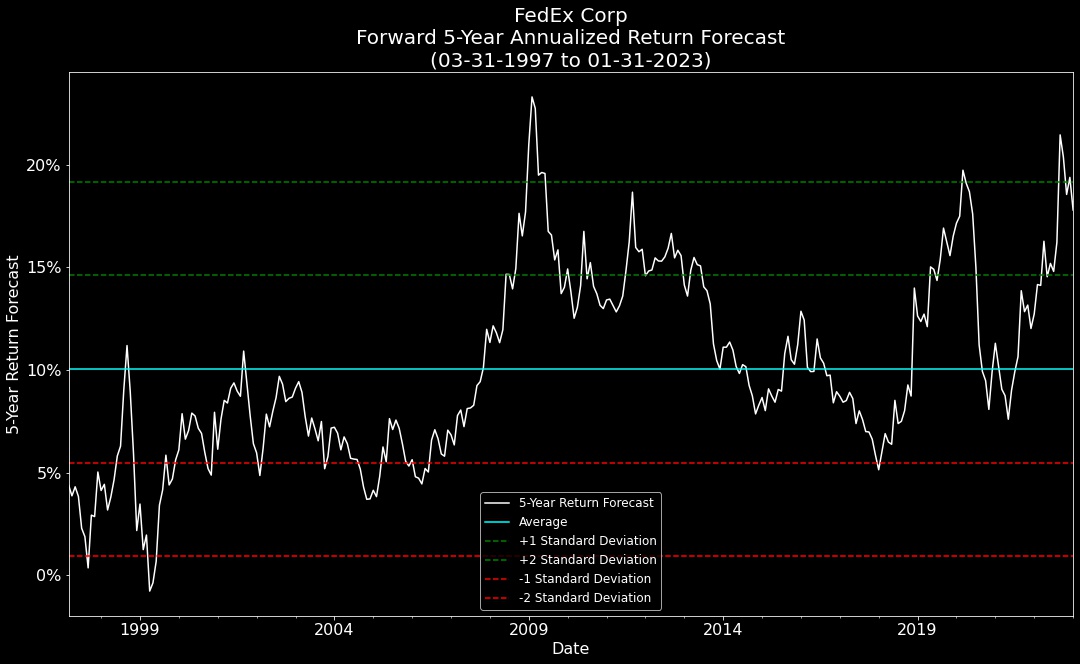 FedEx Corp
Forward 5-Year Annualized Return Forecast
(03-31-1997 to 01-31-2023)
5-Year Return Forecast
20%
15%
10%
5%
0%
5-Year Return Forecast
Average
+1 Standard Deviation
+2 Standard Deviation
-1 Standard Deviation
-2 Standard Deviation
1999 2004 2009 2014 2019
Date